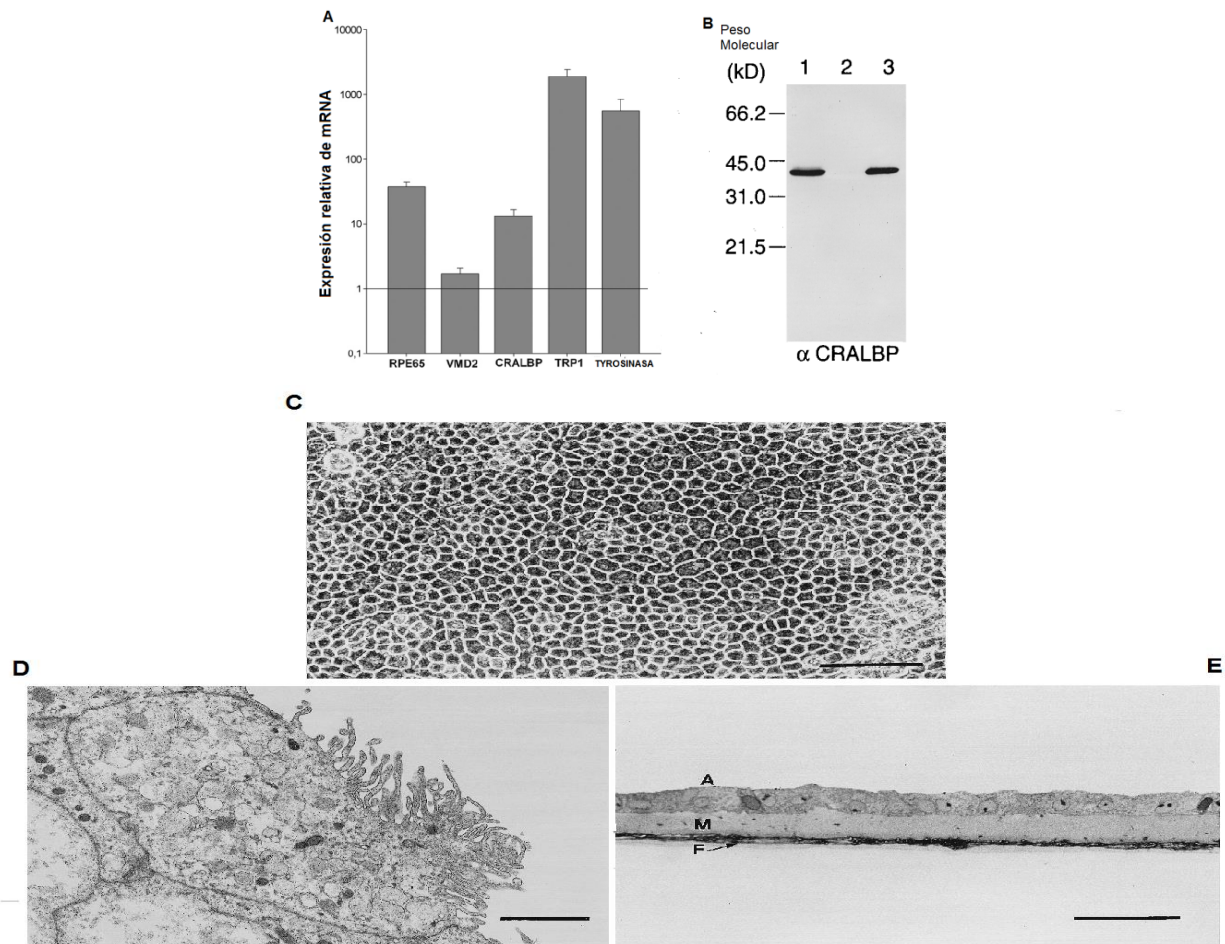 A
10000
1000
100
10
1
0,1
Expresión relativa de mRNA
RPE65 VMD2 CRALBP TRP1 TYROSINASA
B
Peso
Molecular
(kD)
1 2 3
66.2
45.0
31.0
21.5
α CRALBP
C
D
E
A
M
F